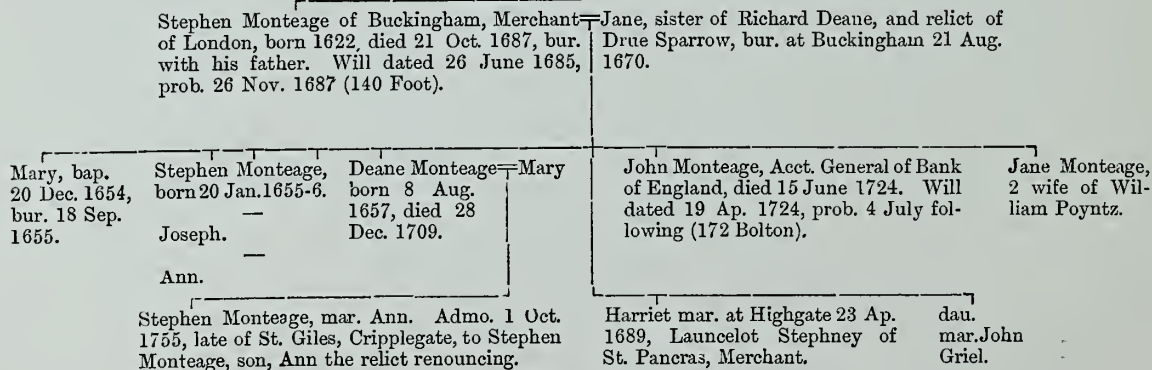 Stephen Monteage of Buckingham, Merchant
of London, born 1622, died 21 Oct. 1687, bur.
with his father. Will dated 26 June 1685,
prob. 26 Nov. 1687 (140 Foot).
Jane, sister of Richard Deane, and relict of
Drue Sparrow, bur. at Buckingham 21 Aug.
1670.
Mary, bap.
20 Dec. 1654,
bur. 18 Sep.
1655.
Stephen Monteage,
born 20 Jan. 1655-6.
—
Joseph.
—
Ann.
Deane Monteage
born 8 Aug.
1657, died 28
Dec. 1709.
Mary
John Monteage, Acct. General of Bank
of England, died 15 June 1724. Will
dated 19 Ap. 1724, prob. 4 July fol-
lowing (172 Bolton).
Jane Monteage,
2 wife of Wil-
liam Poyntz.
Stephen Monteage, mar. Ann. Admo. 1 Oct.
1755, late of St. Giles, Cripplegate, to Stephen
Monteage, son, Ann the relict renouncing.
Harriet mar. at Highgate 23 Ap.
1689, Launcelot Stephney of
St. Pancras, Merchant.
dau.
mar. John
Griel.